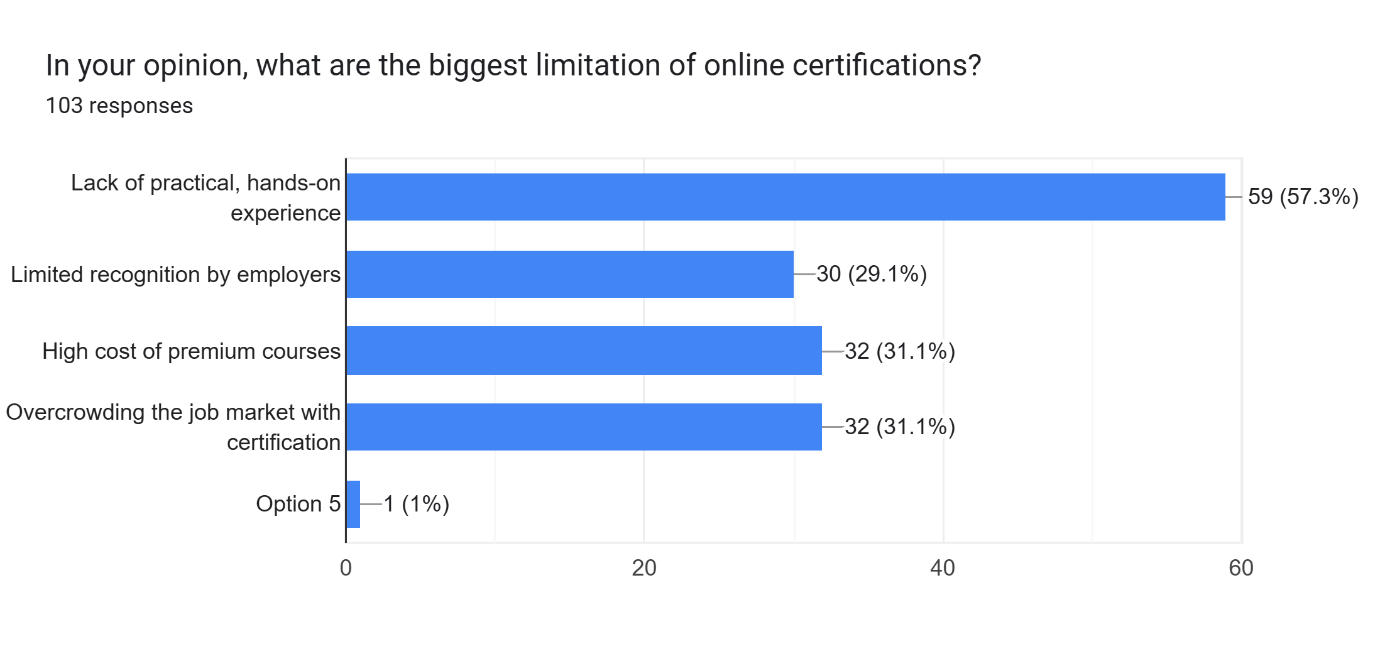 In your opinion, what are the biggest limitation of online certifications?
103 responses
Lack of practical, hands-on
experience
59 (57.3%)
Limited recognition by employers
30 (29.1%)
High cost of premium courses
32 (31.1%)
Overcrowding the job market with
certification
32 (31.1%)
Option 5
1 (1%)
0
20
40
60